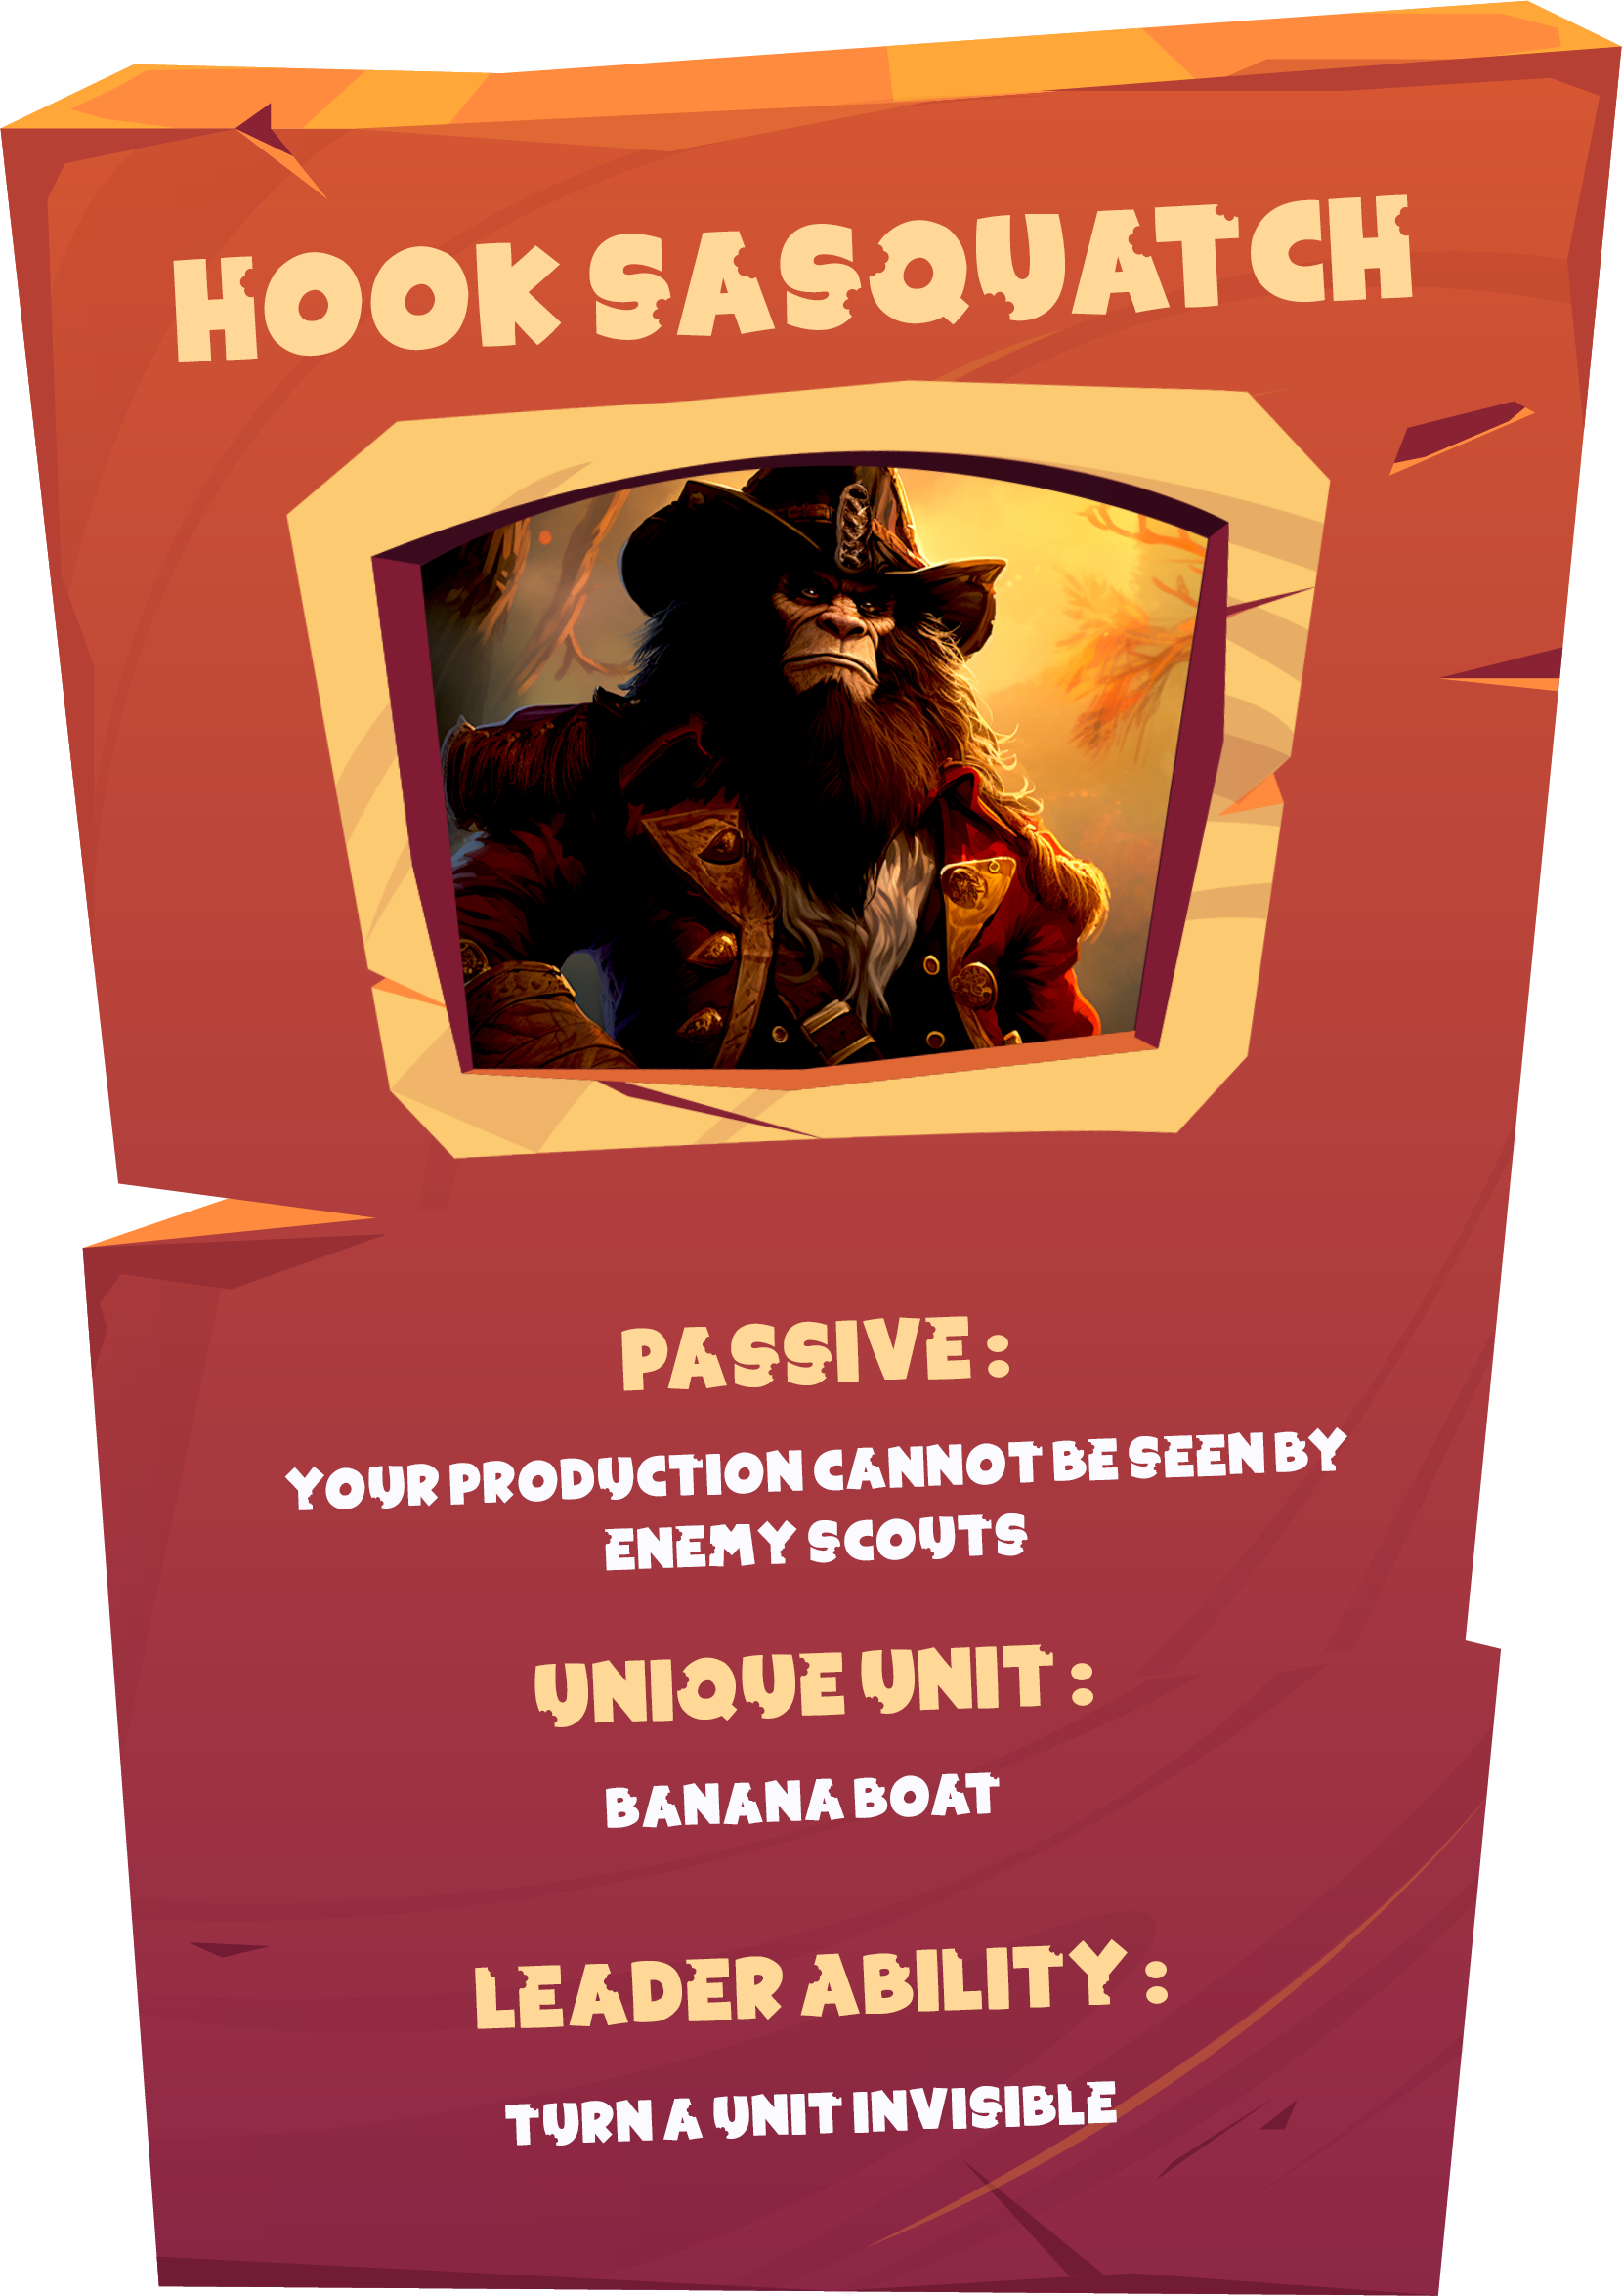 HOOK SASQUATCH
PASSIVE :
YOUR PRODUCTION CANNOT BE SEEN BY
ENEMY SCOUTS
UNIQUE UNIT :
BANANA BOAT
LEADER ABILITY :
TURN A UNIT INVISIBLE